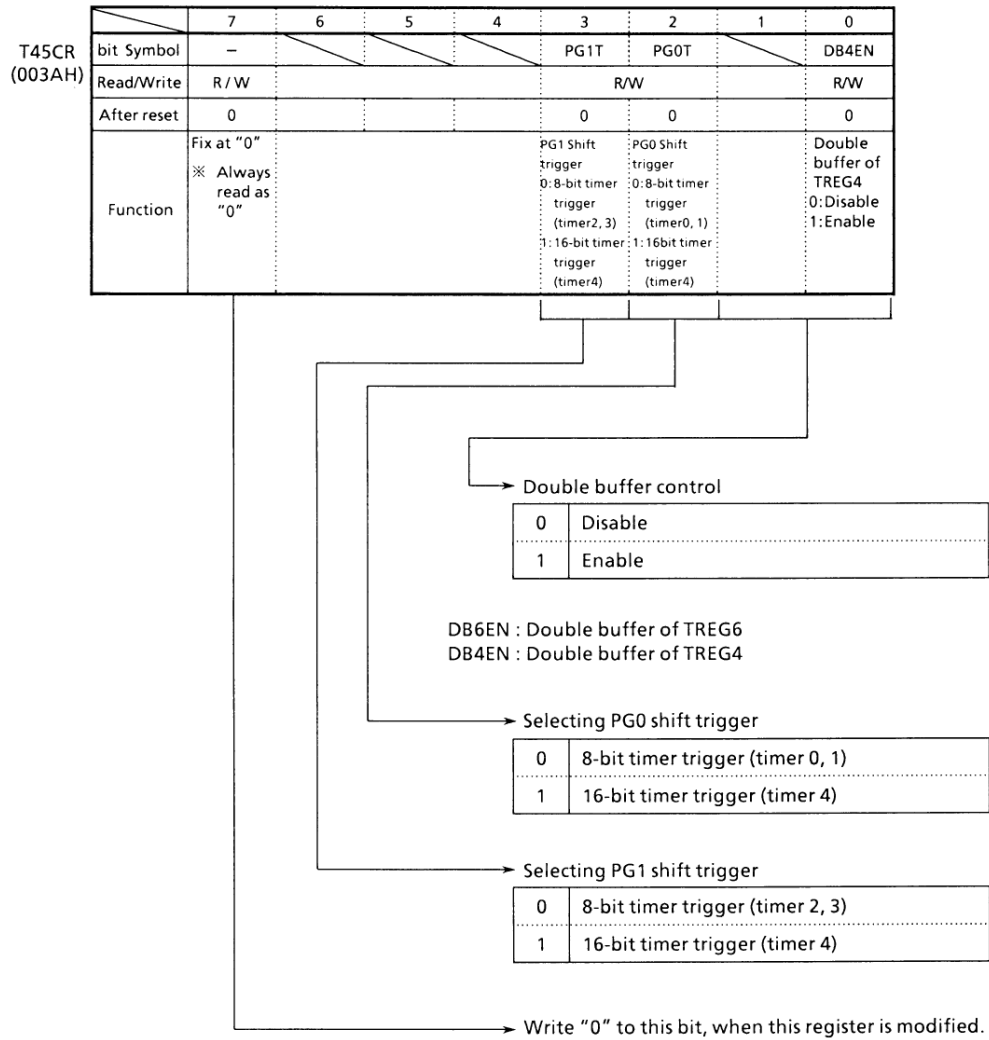 7 6 5 4 3 2 1 0
T45CR
(003AH)
bit Symbol – PG1T PG0T DB4EN
Read/Write R/W R/W R/W
After reset 0 0 0 0
Function
Fix at "0"
※ Always
read as
"0"
PG1 Shift
trigger
0:8-bit timer
trigger
(timer2, 3)
1:16-bit timer
trigger
(timer4)
PG0 Shift
trigger
0:8-bit timer
trigger
(timer0, 1)
1:16bit timer
trigger
(timer4)
Double
buffer of
TREG4
0:Disable
1:Enable
Double buffer control
0 Disable
1 Enable
DB6EN : Double buffer of TREG6
DB4EN : Double buffer of TREG4
Selecting PG0 shift trigger
0 8-bit timer trigger (timer 0, 1)
1 16-bit timer trigger (timer 4)
Selecting PG1 shift trigger
0 8-bit timer trigger (timer 2, 3)
1 16-bit timer trigger (timer 4)
Write "0" to this bit, when this register is modified.